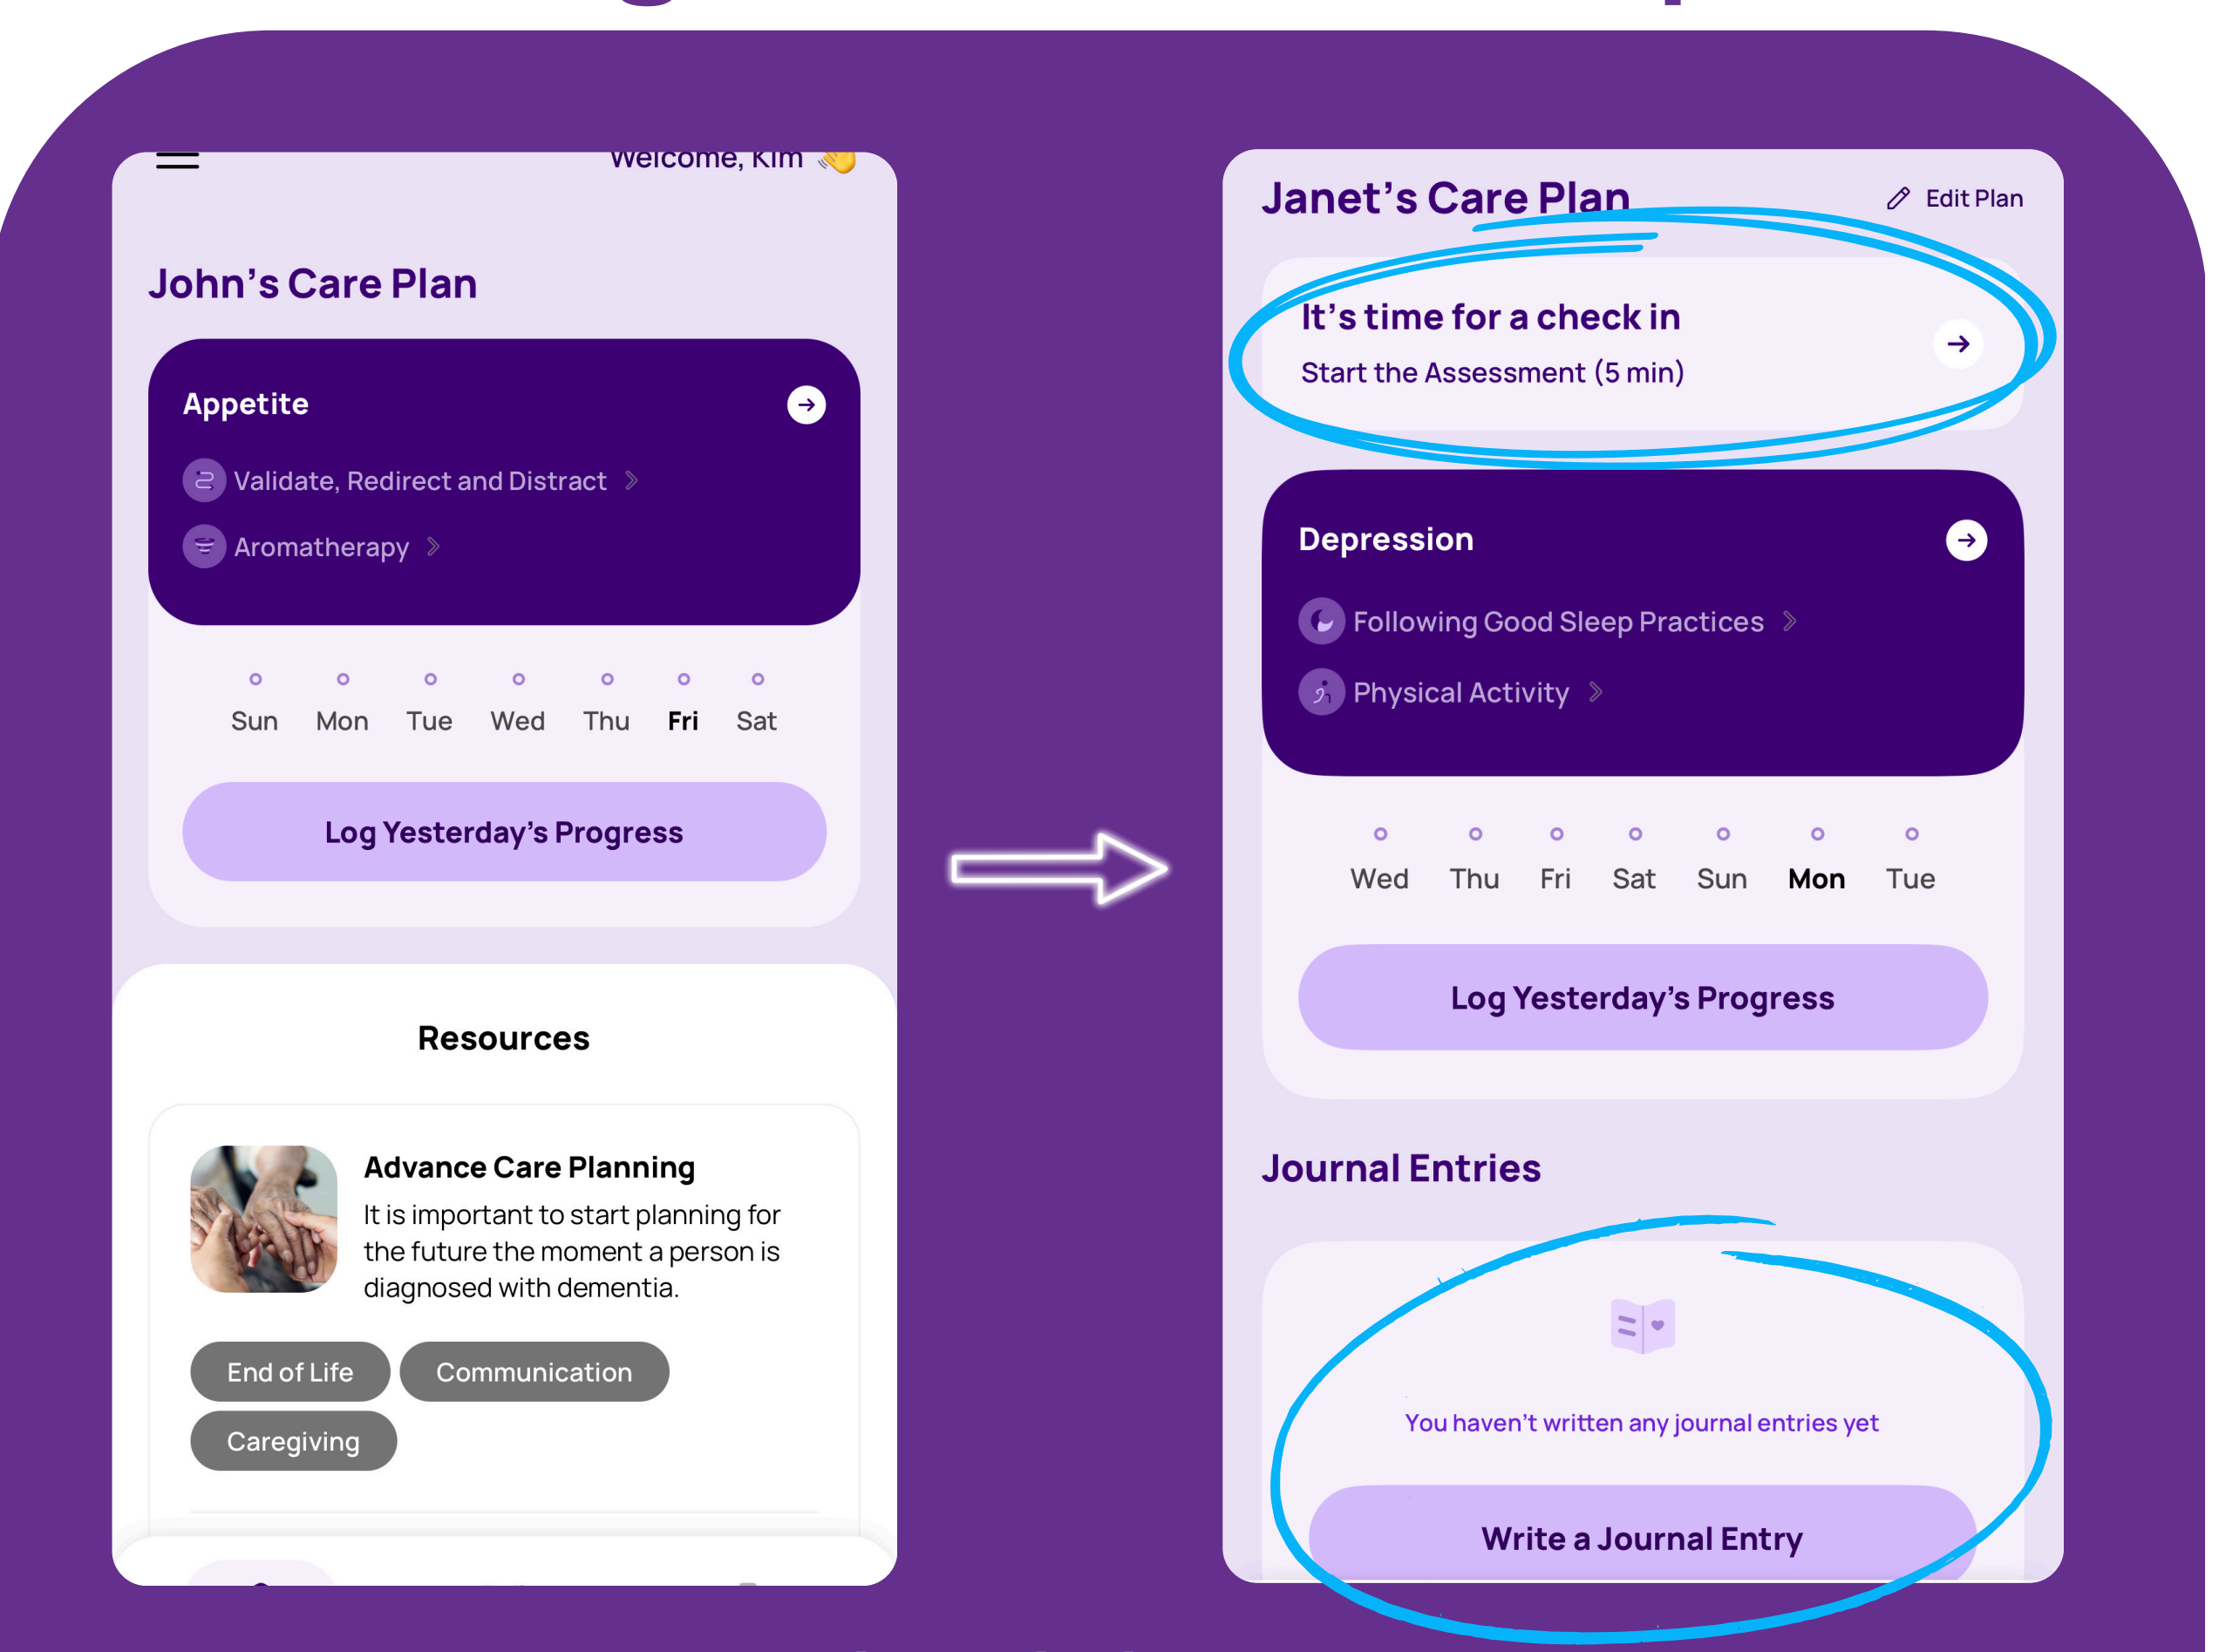 Welcome, Kim
John's Care Plan
Appetite
Validate, Redirect and Distract
Aromatherapy
Sun Mon Tue Wed Thu Fri Sat
Log Yesterday's Progress
Resources
Advance Care Planning
It is important to start planning for
the future the moment a person is
diagnosed with dementia.
End of Life Communication
Caregiving
Janet's Care Plan
Edit Plan
It's time for a check in
Start the Assessment (5 min)
Depression
Following Good Sleep Practices
Physical Activity
Wed Thu Fri Sat Sun Mon Tue
Log Yesterday's Progress
Journal Entries
You haven't written any journal entries yet
Write a Journal Entry